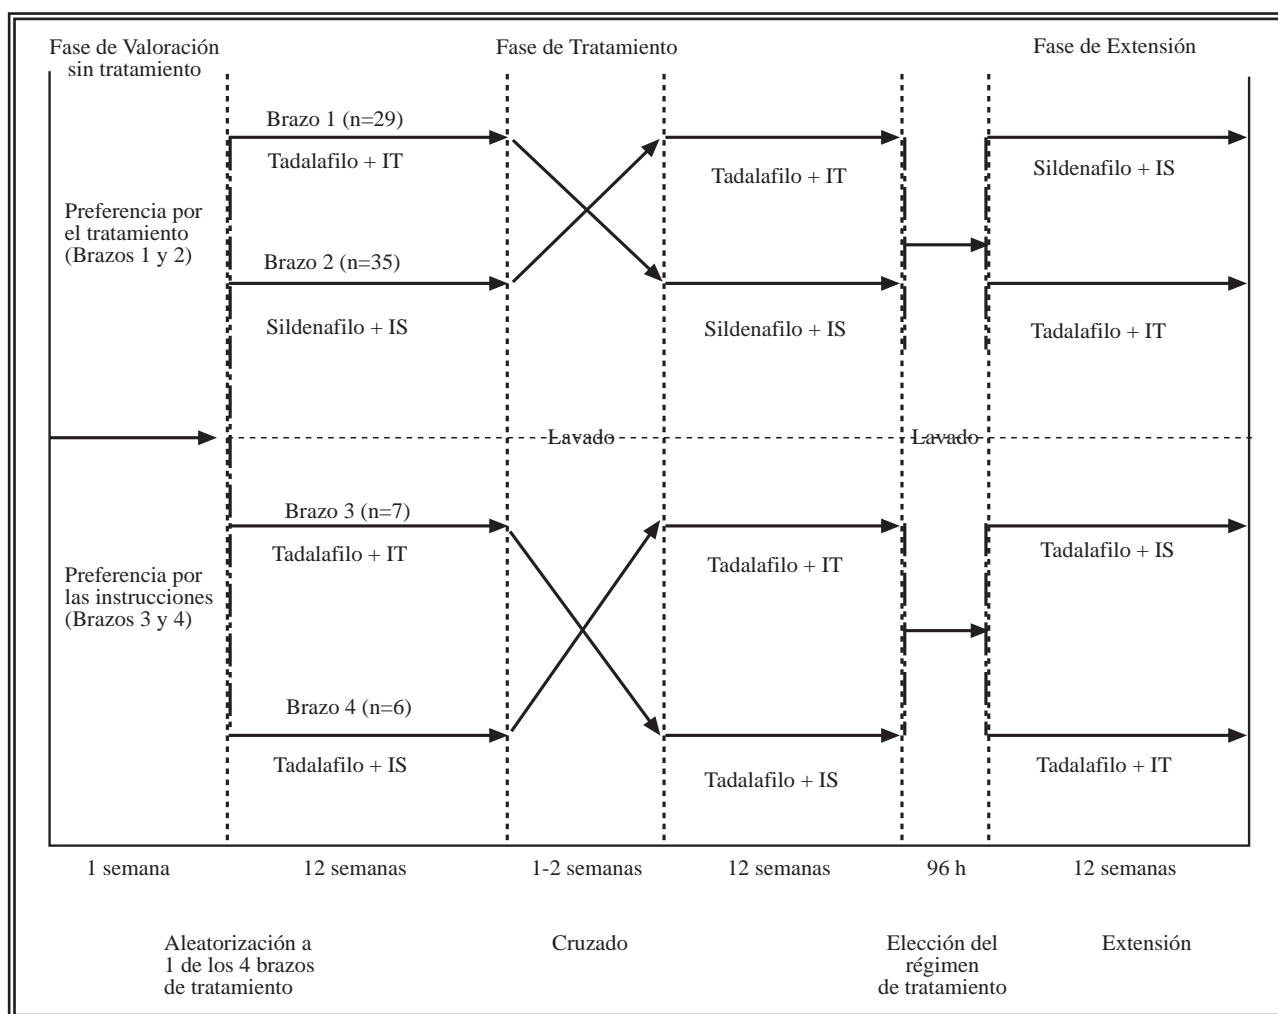 Fase de Valoración
sin tratamiento
Fase de Tratamiento
Fase de Extensión
Brazo 1 (n=29)
Tadalafilo + IT
Tadalafilo + IT
Sildenafilo + IS
Preferencia por
el tratamiento
(Brazos 1 y 2)
Brazo 2 (n=35)
Sildenafilo + IS
Sildenafilo + IS
Tadalafilo + IT
Lavado
Lavado
Brazo 3 (n=7)
Tadalafilo + IT
Tadalafilo + IT
Tadalafilo + IS
Preferencia por
las instrucciones
(Brazos 3 y 4)
Brazo 4 (n=6)
Tadalafilo + IS
Tadalafilo + IS
Tadalafilo + IT
1 semana
12 semanas
1-2 semanas
12 semanas
96 h
12 semanas
Aleatorización a
1 de los 4 brazos
de tratamiento
Cruzado
Elección del
régimen
de tratamiento
Extensión